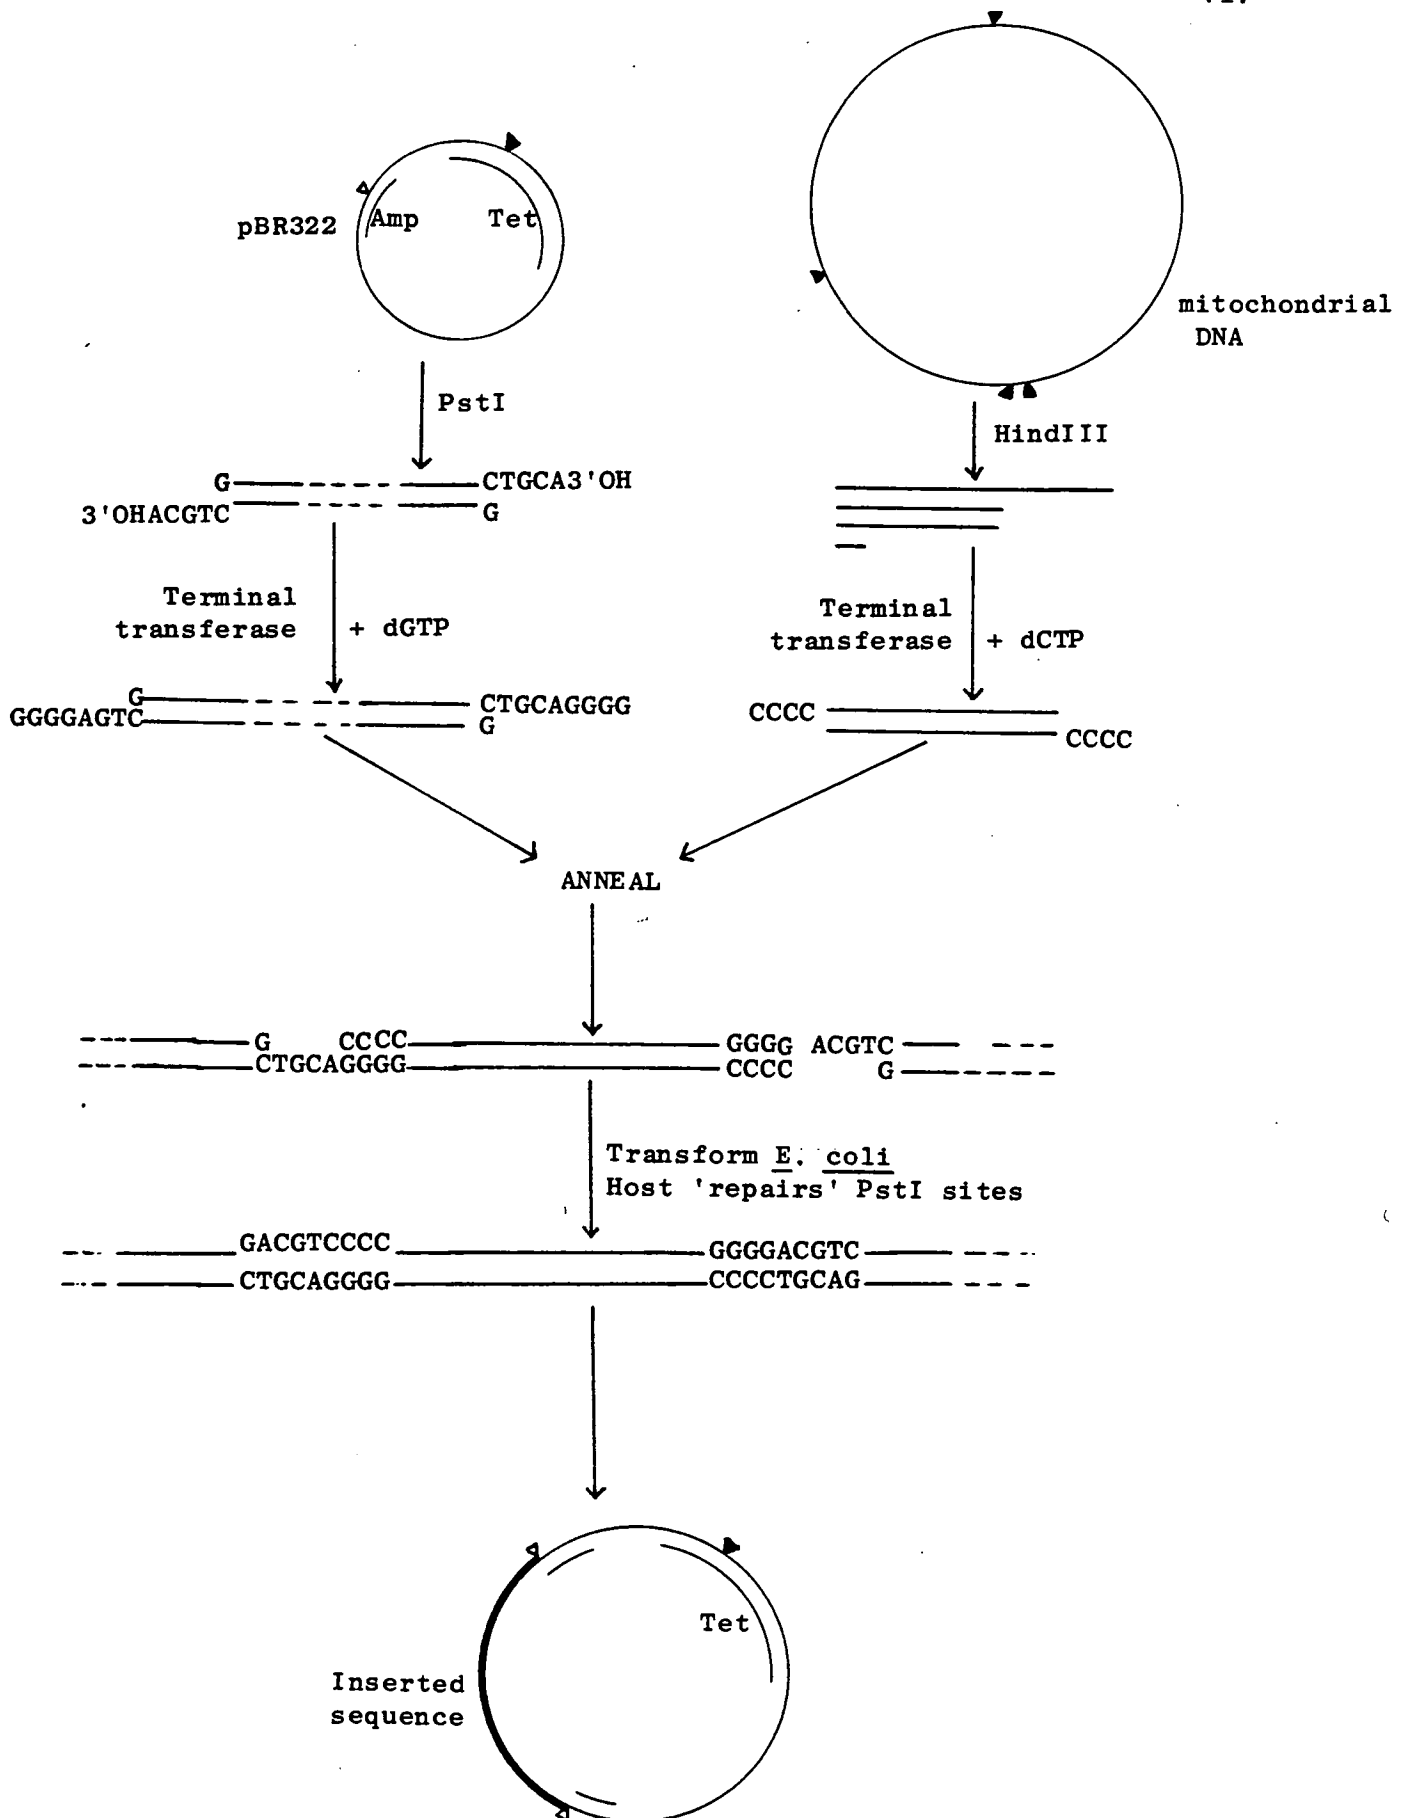 pBR322
Amp
Tet
mitochondrial
DNA
PstI
HindIII
G CTGCA3'OH
3'OHACGTC G
Terminal
transferase + dGTP
Terminal
transferase + dCTP
G CTGCAGGGG
GGGGAGTC G
CCCC
CCCC
ANNEAL
G CCCC GGGG ACGTC
CTGCAGGGG CCCC G
Transform E. coli
Host 'repairs' PstI sites
GACGTCCCC GGGGACGTC
CTGCAGGGG CCCCTGCAG
Tet
Inserted
sequence